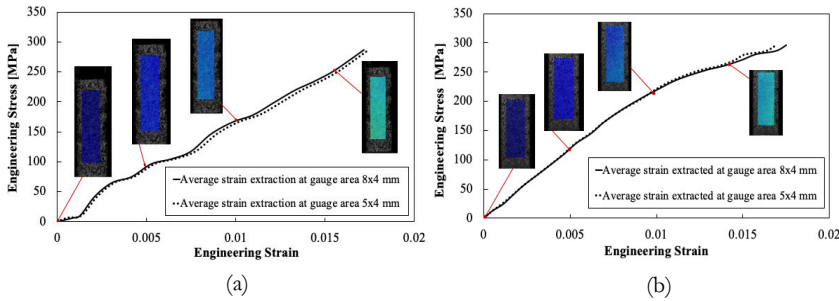 (a)
350
300
250
200
150
100
50
0
Engineering Stress [MPa]
Average strain extraction at gauge area 8x4 mm
Average strain extraction at guage area 5x4 mm
0 0.005 0.01 0.015 0.02
Engineering Strain
(a)
(b)
350
300
250
200
150
100
50
0
Engineering Stress [MPa]
Average strain extracted at gauge area 8x4 mm
Average strain extracted at gauge area 5x4 mm
0 0.005 0.01 0.015 0.02
Engineering Strain
(b)